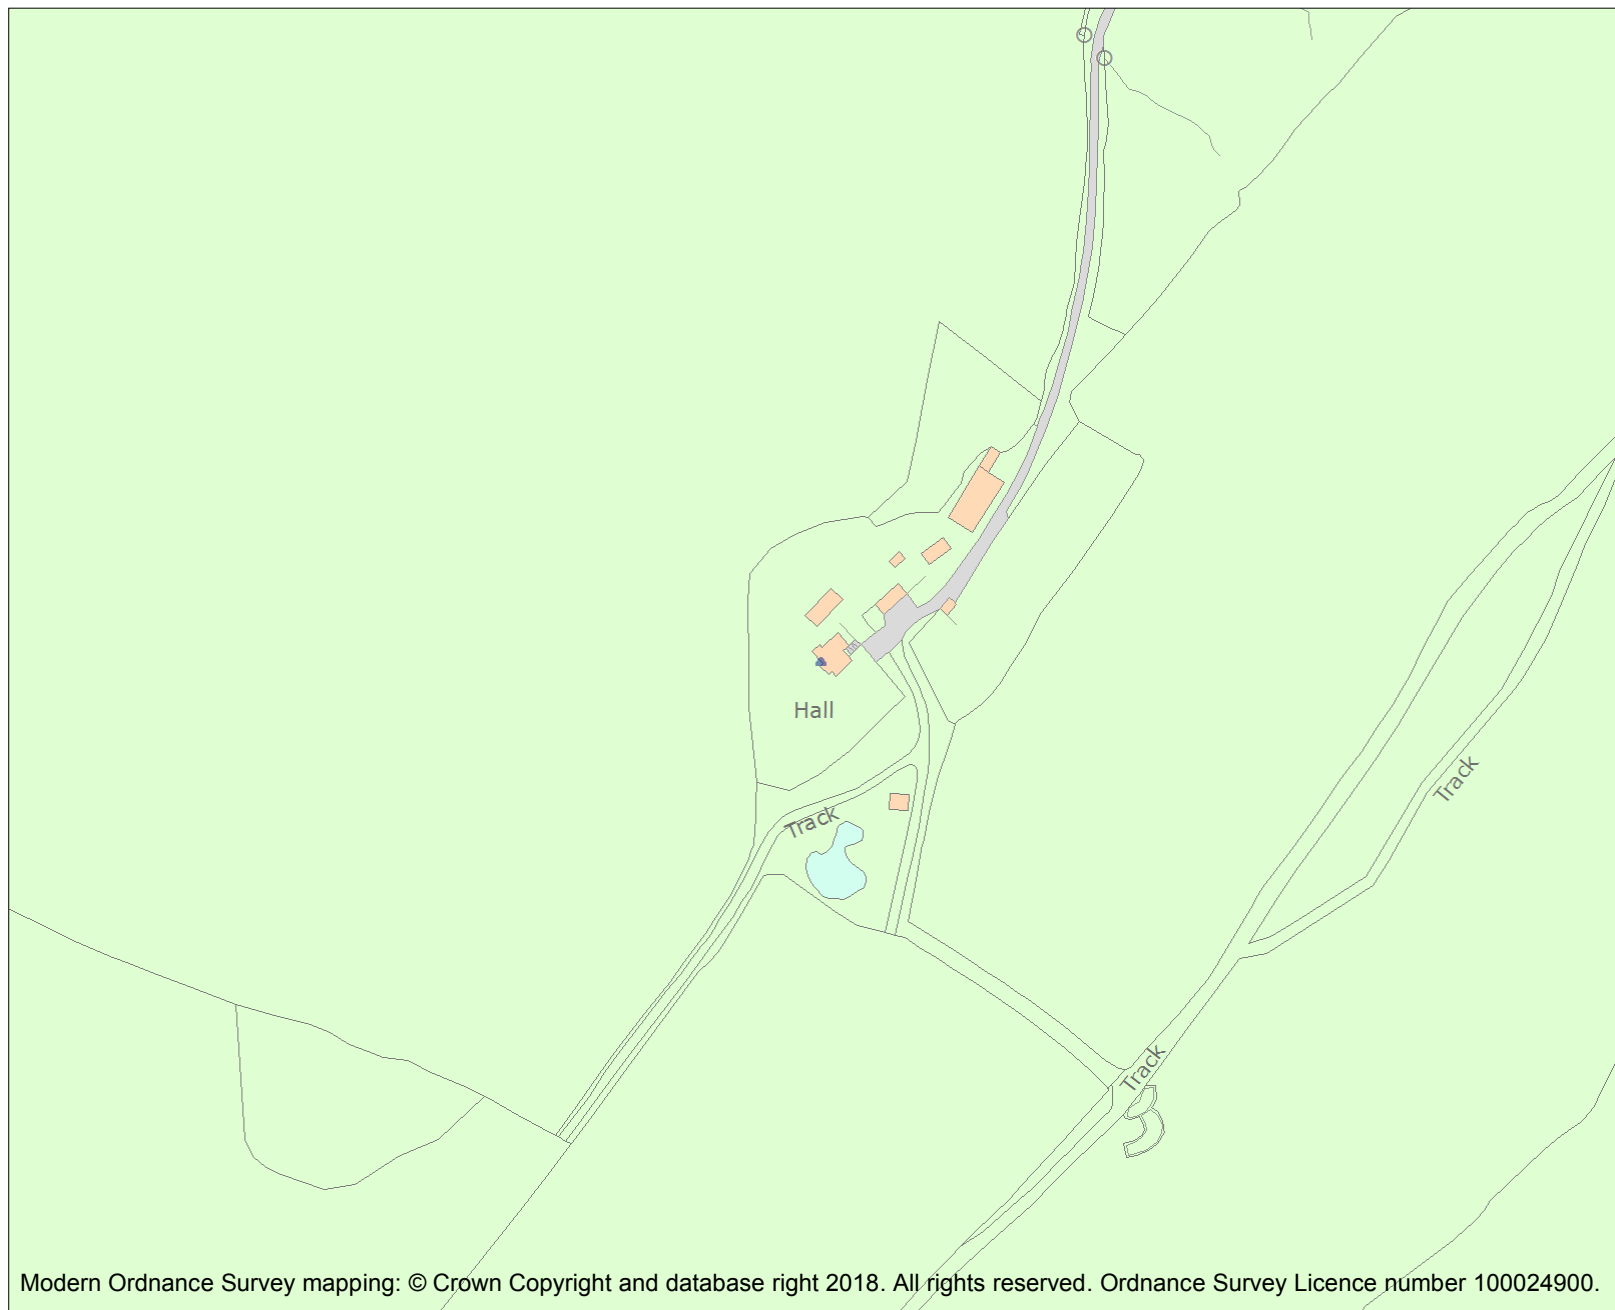 Hall
Track
Track
Track
Modern Ordnance Survey mapping: © Crown Copyright and database right 2018. All rights reserved. Ordnance Survey Licence number 100024900.